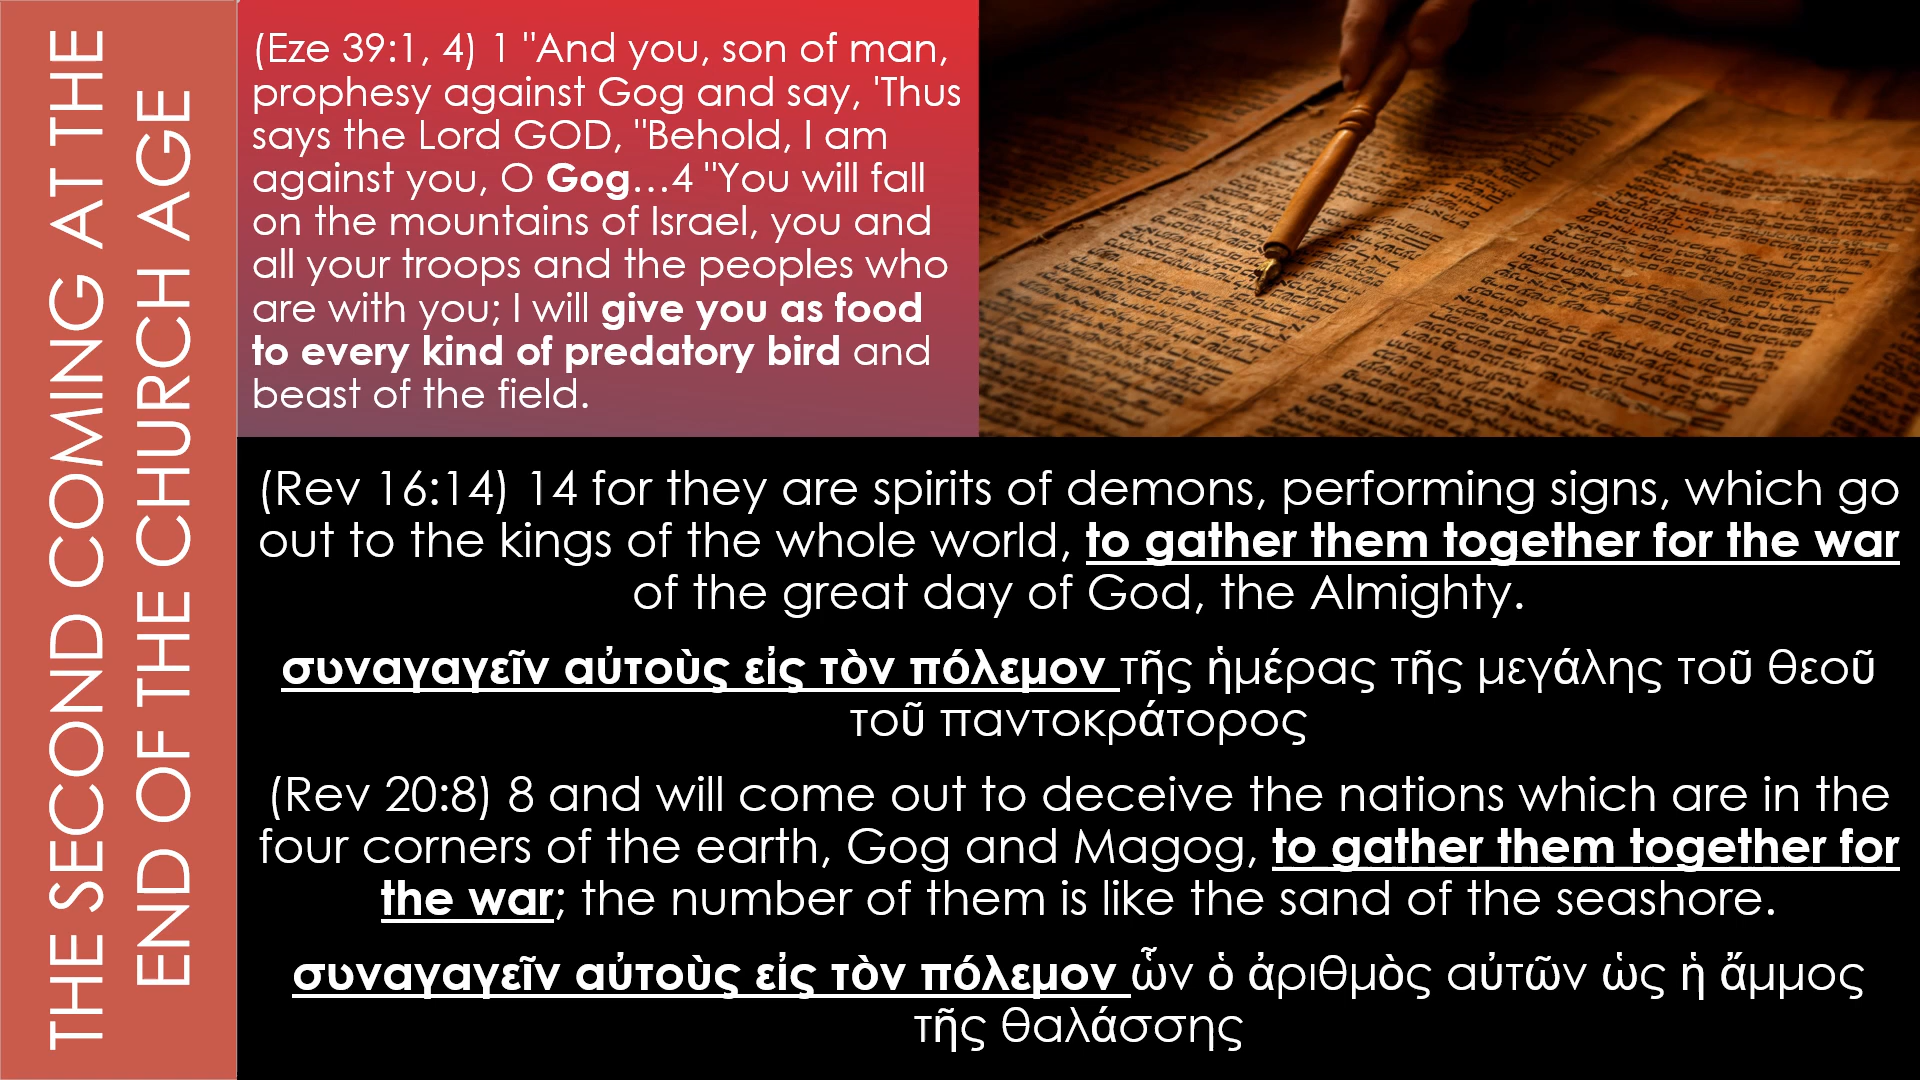 THE SECOND COMING AT THE
END OF THE CHURCH AGE
(Eze 39:1, 4) 1 "And you, son of man,
prophesy against Gog and say, 'Thus
says the Lord GOD, "Behold, I am
against you, O Gog…4 "You will fall
on the mountains of Israel, you and
all your troops and the peoples who
are with you; I will give you as food
to every kind of predatory bird and
beast of the field.
(Rev 16:14) 14 for they are spirits of demons, performing signs, which go
out to the kings of the whole world, to gather them together for the war
of the great day of God, the Almighty.
συναγαγεῖν αὐτοὺς εἰς τὸν πόλεμον τῆς ἡμέρας τῆς μεγάλης τοῦ θεοῦ
τοῦ παντοκράτορος
(Rev 20:8) 8 and will come out to deceive the nations which are in the
four corners of the earth, Gog and Magog, to gather them together for
the war; the number of them is like the sand of the seashore.
συναγαγεῖν αὐτοὺς εἰς τὸν πόλεμον ὧν ὁ ἀριθμὸς αὐτῶν ὡς ἡ ἄμμος
τῆς θαλάσσης